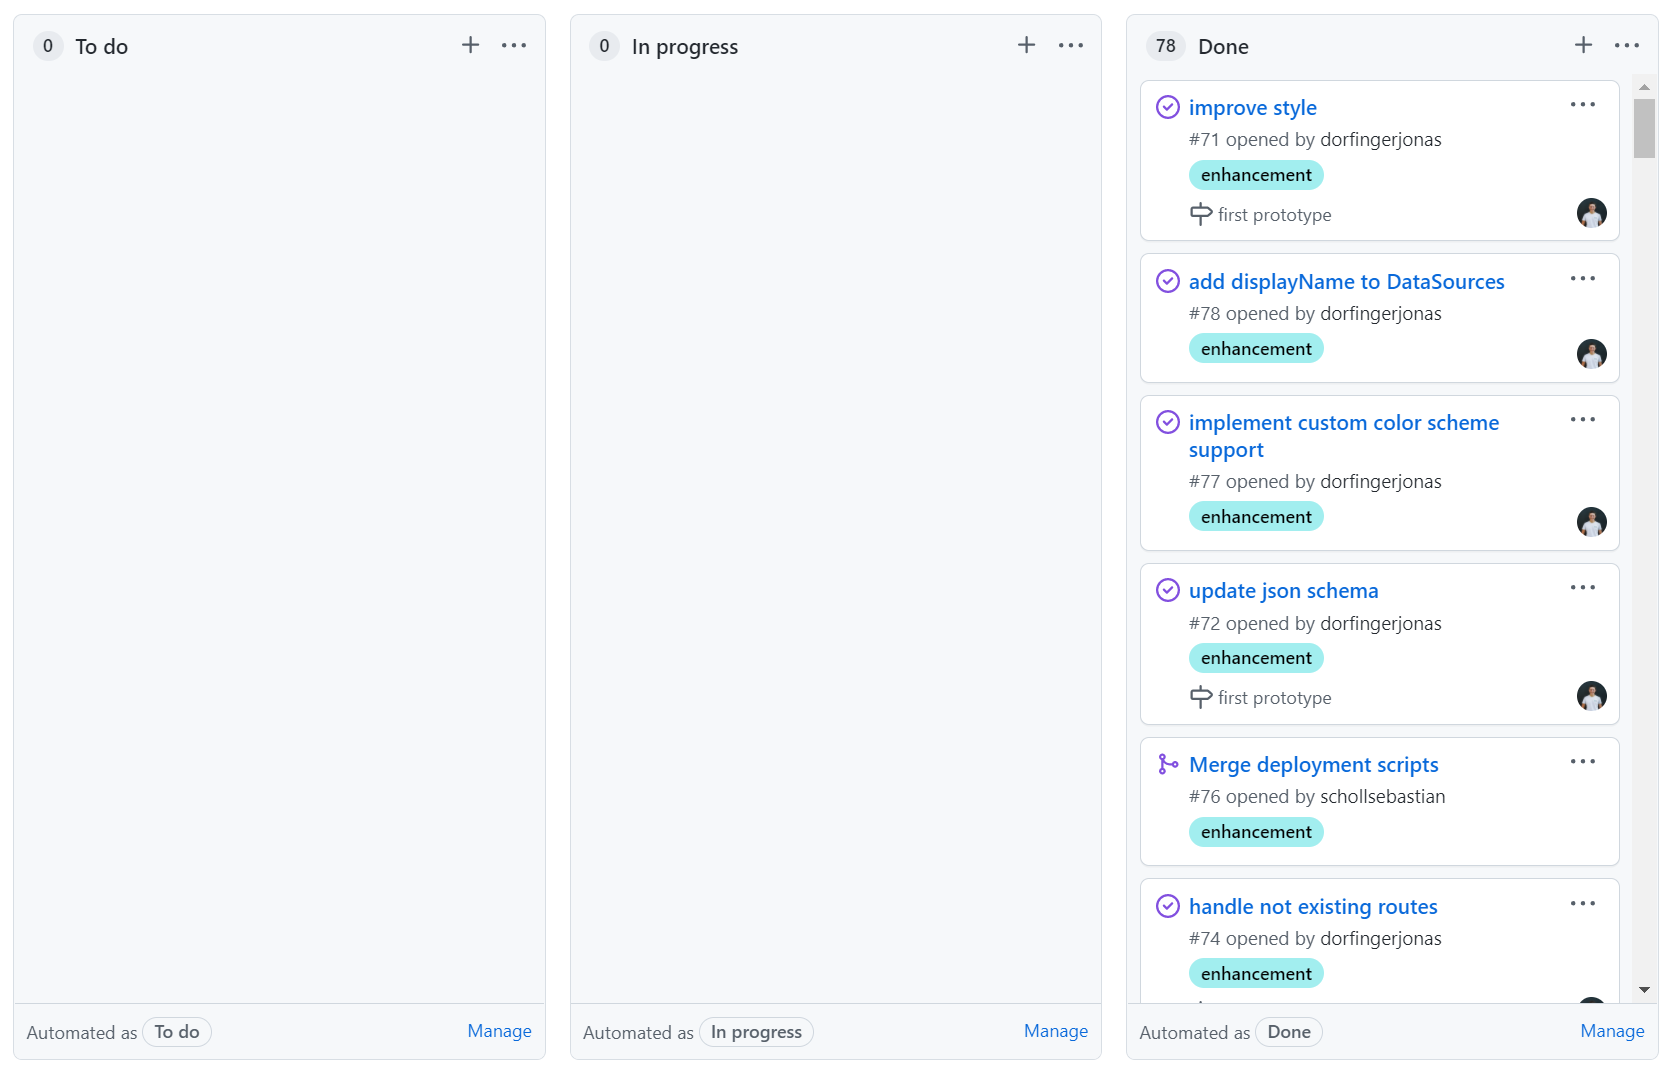 0 To do
Automated as To do Manage
0 In progress
Automated as In progress Manage
78 Done
improve style
#71 opened by dorfingerjonas
enhancement
first prototype
add displayName to DataSources
#78 opened by dorfingerjonas
enhancement
implement custom color scheme
support
#77 opened by dorfingerjonas
enhancement
update json schema
#72 opened by dorfingerjonas
enhancement
first prototype
Merge deployment scripts
#76 opened by schollsebastian
enhancement
handle not existing routes
#74 opened by dorfingerjonas
enhancement
Automated as Done Manage